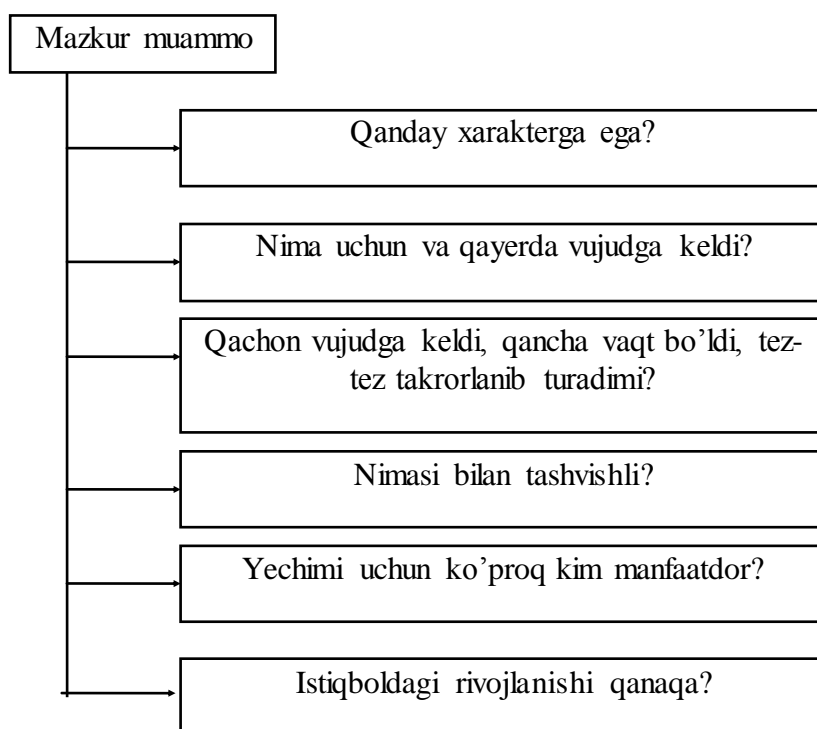 Mazkur muammo
Qanday xarakterga ega?
Nima uchun va qayerda vujudga keldi?
Qachon vujudga keldi, qancha vaqt bo’ldi, tez-
tez takrorlanib turadimi?
Nimasi bilan tashvishli?
Yechimi uchun ko’proq kim manfaatdor?
Istiqboldagi rivojlanishi qanaqa?